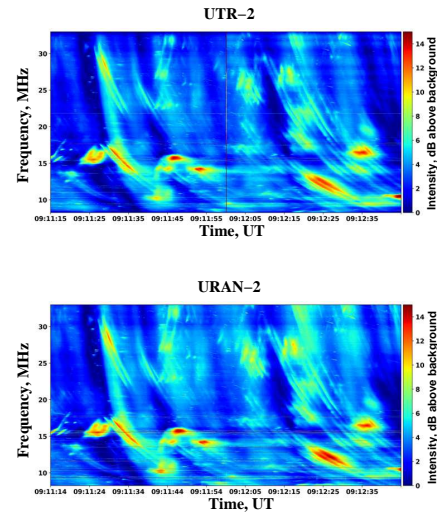 UTR−2
Frequency, MHz
30
25
20
15
10
09:11:15 09:11:25 09:11:35 09:11:45 09:11:55 09:12:05 09:12:15 09:12:25 09:12:35
Time, UT
14
12
10
8
6
4
2
0
Intensity, dB above background
URAN−2
Frequency, MHz
30
25
20
15
10
09:11:14 09:11:24 09:11:34 09:11:44 09:11:54 09:12:05 09:12:15 09:12:25 09:12:35
Time, UT
14
12
10
8
6
4
2
0
Intensity, dB above background